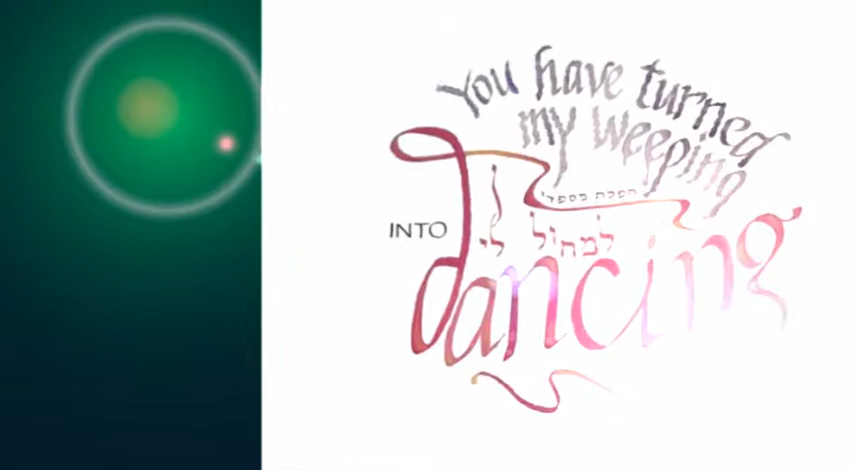 You have turned
my weeping
הפכת מספדי
למחול לי
INTO
dancing